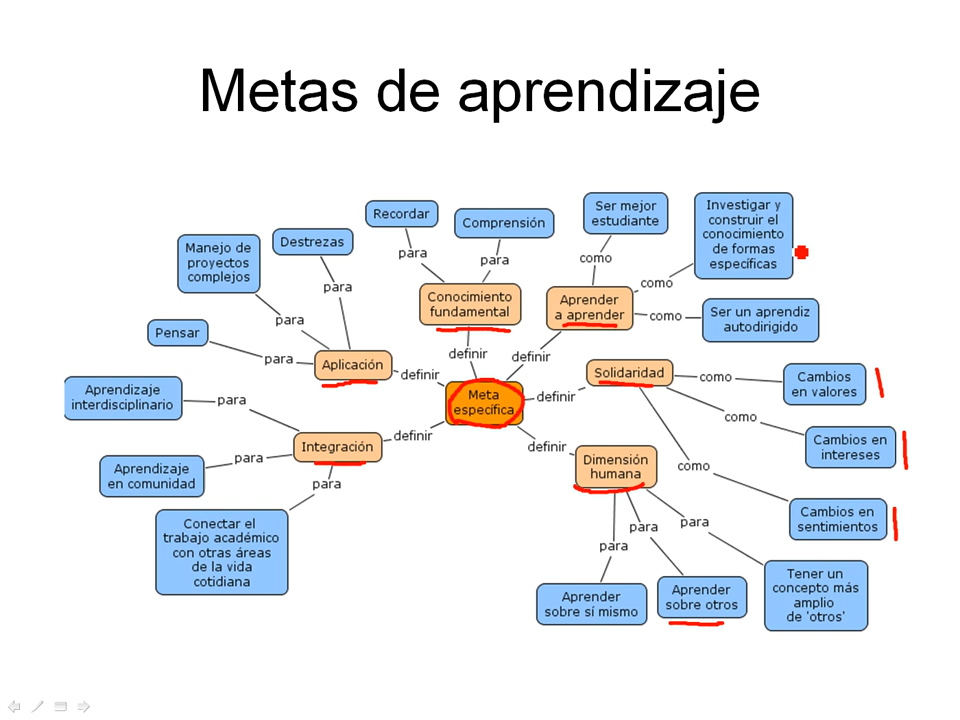 Metas de aprendizaje
Recordar
Comprensión
Ser mejor
estudiante
Investigar y
construir el
conocimiento
de formas
específicas
Manejo de
proyectos
complejos
Destrezas
para
para
como
como
para
para
Conocimiento
fundamental
Aprender
a aprender
como
Ser un aprendiz
autodirigido
Pensar
para
Aplicación
definir
definir
definir
definir
Meta
específica
Solidaridad
como
Cambios
en valores
Aprendizaje
interdisciplinario
para
como
definir
Integración
definir
Cambios en
intereses
Aprendizaje
en comunidad
para
para
Dimensión
humana
como
Cambios en
sentimientos
Conectar el
trabajo académico
con otras áreas
de la vida
cotidiana
para
para
para
Aprender
sobre sí mismo
Aprender
sobre otros
Tener un
concepto más
amplio
de 'otros'